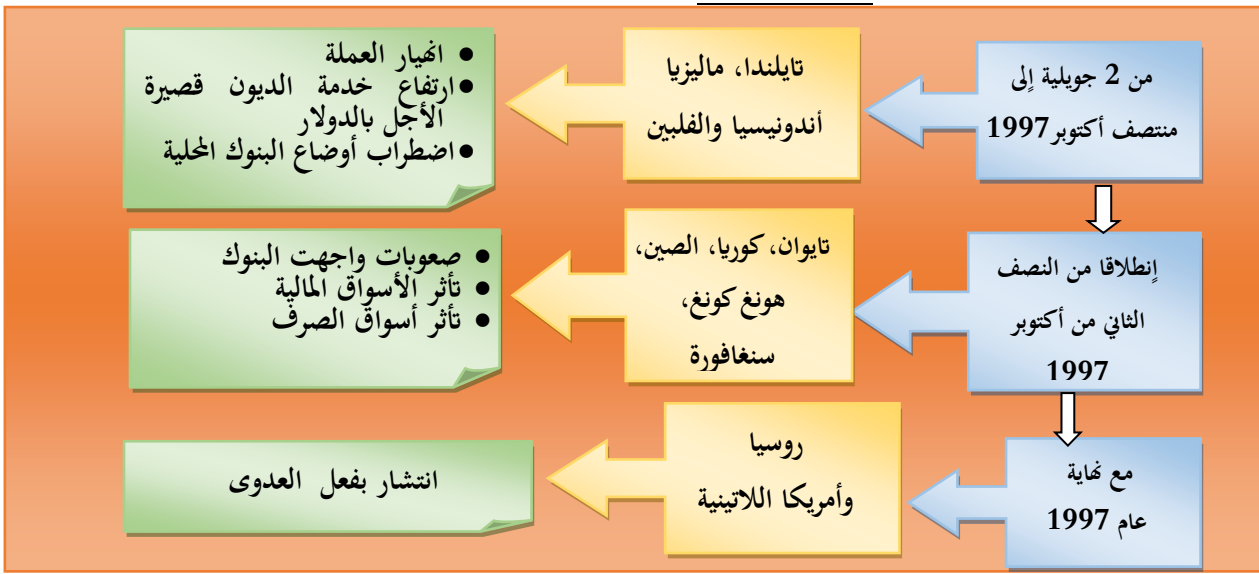 من 2 جويلية إلى
منتصف أكتوبر1997
تايلندا، ماليزيا
أندونيسيا والفلبين
● انهيار العملة
●ارتفاع خدمة الديون قصيرة
الأجل بالدولار
●اضطراب أوضاع البنوك المحلية
إنطلاقا من النصف
الثاني من أكتوبر
1997
تايوان، كوريا، الصين،
هونغ كونغ،
سنغافورة
● صعوبات واجهت البنوك
● تأثر الأسواق المالية
● تأثر أسواق الصرف
مع نهاية
عام 1997
روسيا
وأمريكا اللاتينية
انتشار بفعل العدوى